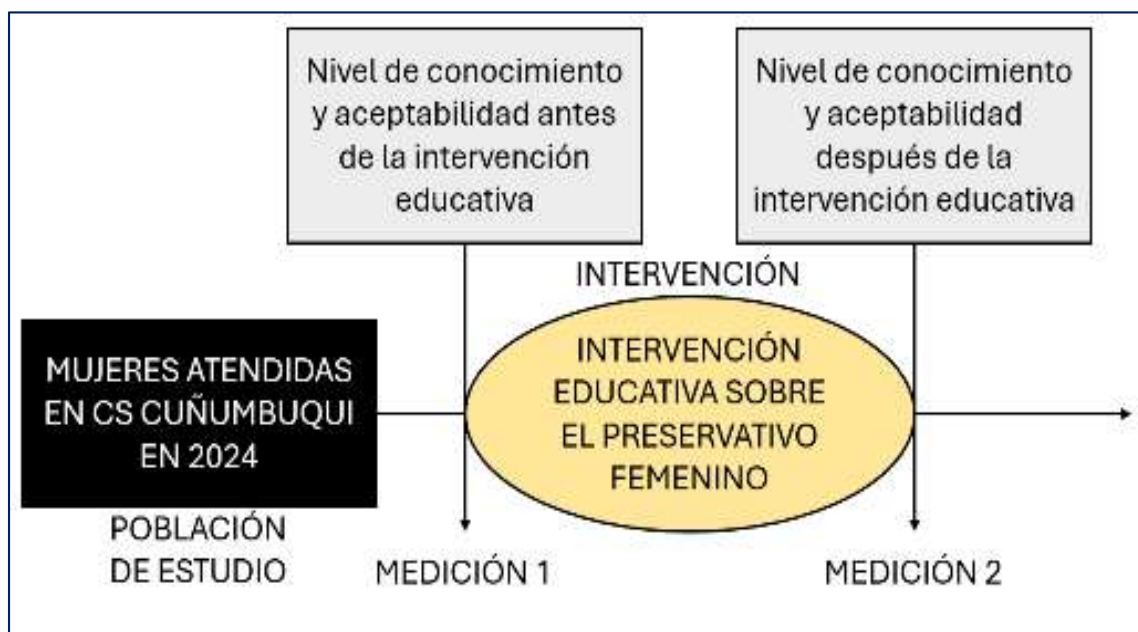 Nivel de conocimiento
y aceptabilidad antes
de la intervención
educativa
Nivel de conocimiento
y aceptabilidad
después de la
intervención educativa
INTERVENCIÓN
MUJERES ATENDIDAS
EN CS CUÑUMBUQUI
EN 2024
INTERVENCIÓN
EDUCATIVA SOBRE
EL PRESERVATIVO
FEMENINO
POBLACIÓN
DE ESTUDIO
MEDICIÓN 1
MEDICIÓN 2